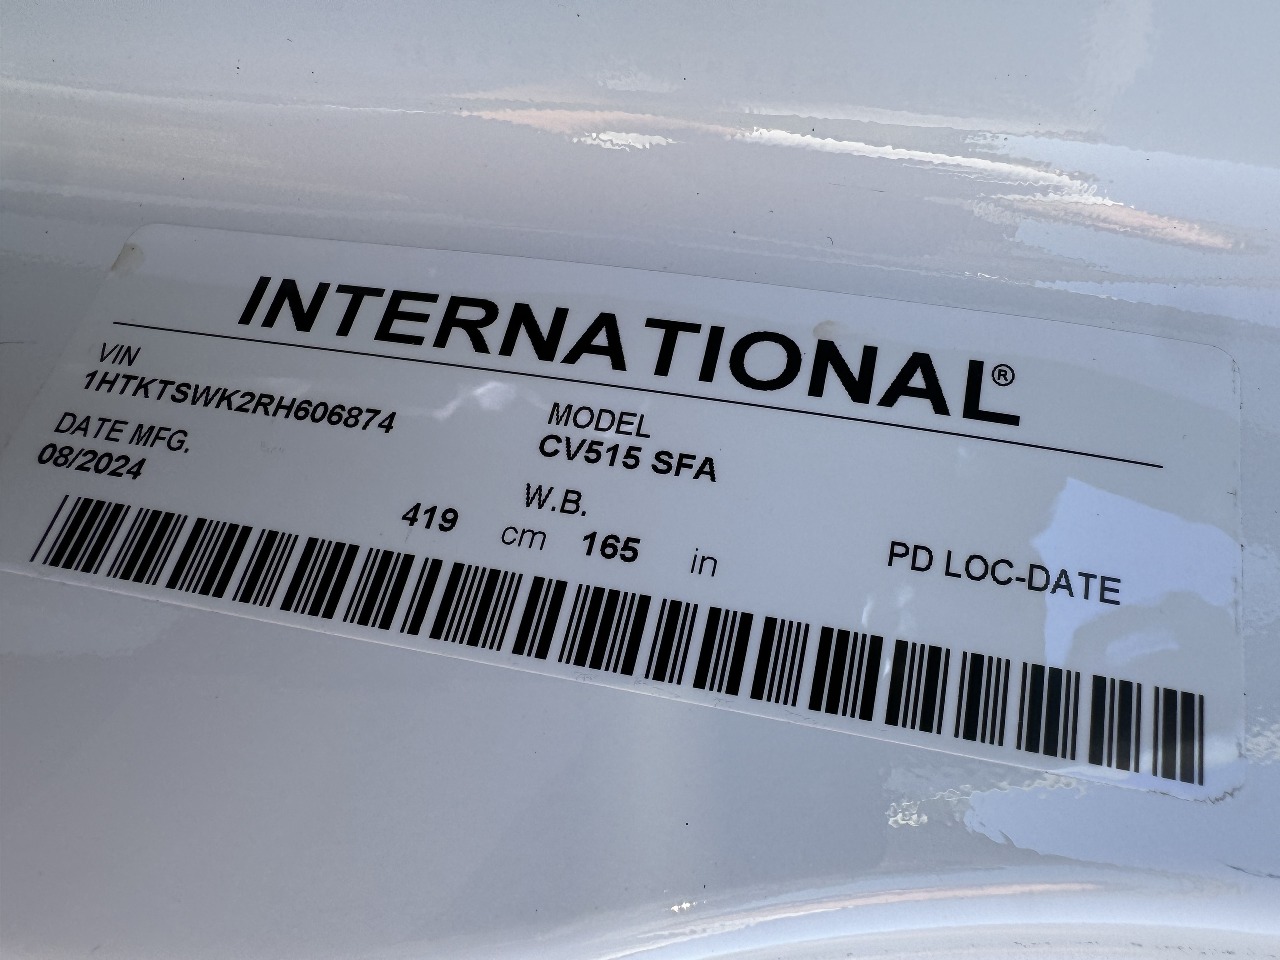 INTERNATIONAL®
VIN
1HTKTSWK2RH606874
MODEL
CV515 SFA
DATE MFG.
08/2024
W.B.
419 cm 165 in
PD LOC-DATE